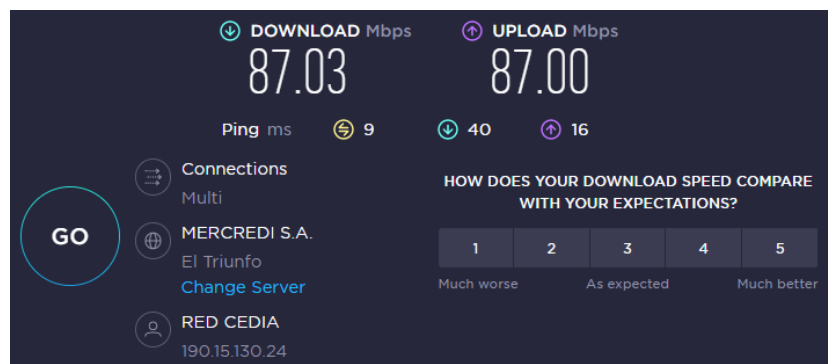 DOWNLOAD Mbps
UPLOAD Mbps
87.03
87.00
Ping ms 9 40 16
Connections
Multi
MERCREDI S.A.
El Triunfo
Change Server
RED CEDIA
190.15.130.24
GO
HOW DOES YOUR DOWNLOAD SPEED COMPARE
WITH YOUR EXPECTATIONS?
1 2 3 4 5
Much worse As expected Much better